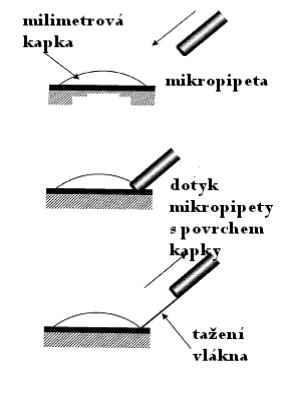 milimetrová
kapka
mikropipeta
dotyk
mikropipety
s povrchem
kapky
tažení
vlákna